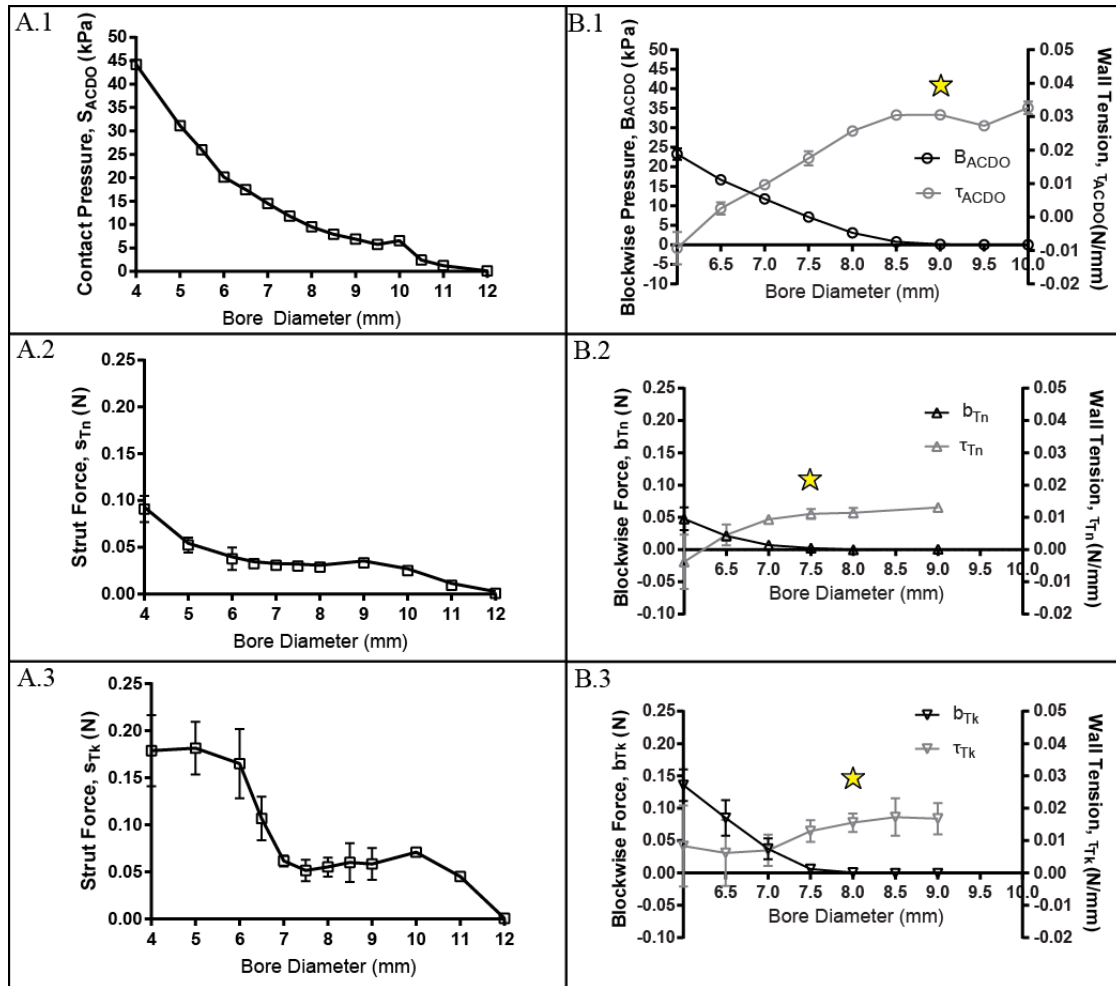 A.1
Contact Pressure, SACDO (kPa)
50
45
40
35
30
25
20
15
10
5
0
4 5 6 7 8 9 10 11 12
Bore Diameter (mm)
B.1
Blockwise Pressure, BACDO (kPa)
50
45
40
35
30
25
20
15
10
5
0
-5
-10
6.5 7.0 7.5 8.0 8.5 9.0 9.5 10.0
Bore Diameter (mm)
BACDO
τACDO
0.05
0.04
0.03
0.02
0.01
0.00
-0.01
-0.02
Wall Tension, τACDO(N/mm)
A.2
Strut Force, sTn (N)
0.25
0.20
0.15
0.10
0.05
0.00
4 5 6 7 8 9 10 11 12
Bore Diameter (mm)
B.2
Blockwise Force, bTn (N)
0.25
0.20
0.15
0.10
0.05
0.00
-0.05
-0.10
6.5 7.0 7.5 8.0 8.5 9.0 9.5 10.0
Bore Diameter (mm)
bTn
τTn
0.05
0.04
0.03
0.02
0.01
0.00
-0.01
-0.02
Wall Tension, τTn (N/mm)
A.3
Strut Force, sTk (N)
0.25
0.20
0.15
0.10
0.05
0.00
4 5 6 7 8 9 10 11 12
Bore Diameter (mm)
B.3
Blockwise Force, bTk (N)
0.25
0.20
0.15
0.10
0.05
0.00
-0.05
-0.10
6.5 7.0 7.5 8.0 8.5 9.0 9.5 10.0
Bore Diameter (mm)
bTk
τTk
0.05
0.04
0.03
0.02
0.01
0.00
-0.01
-0.02
Wall Tension, τTk (N/mm)